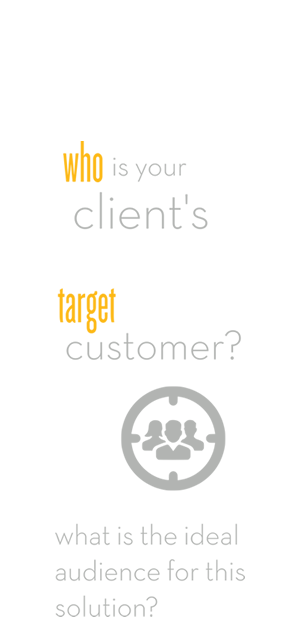 who is your
client's
target
customer?
what is the ideal
audience for this
solution?